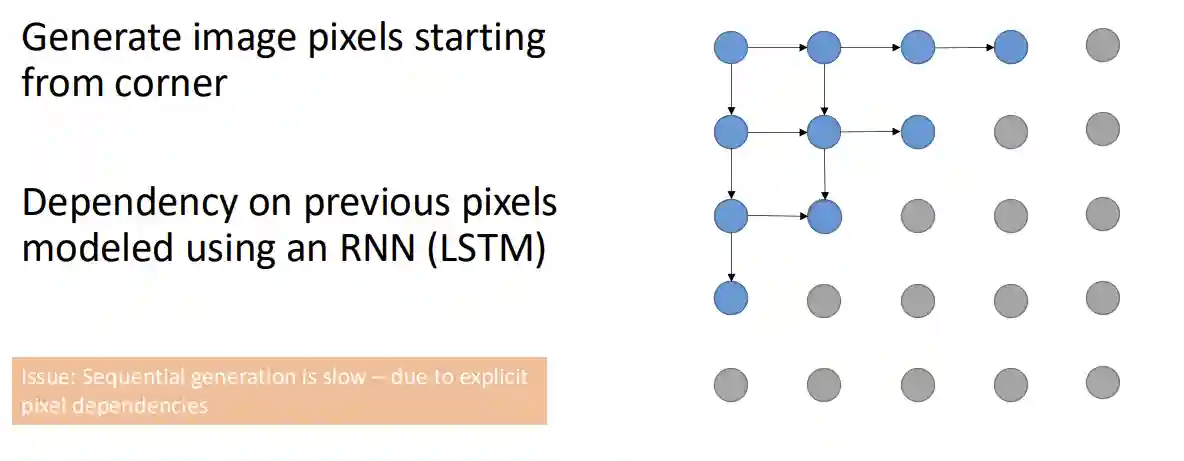 Generate image pixels starting
from corner
Dependency on previous pixels
modeled using an RNN (LSTM)
Issue: Sequential generation is slow – due to explicit
pixel dependencies